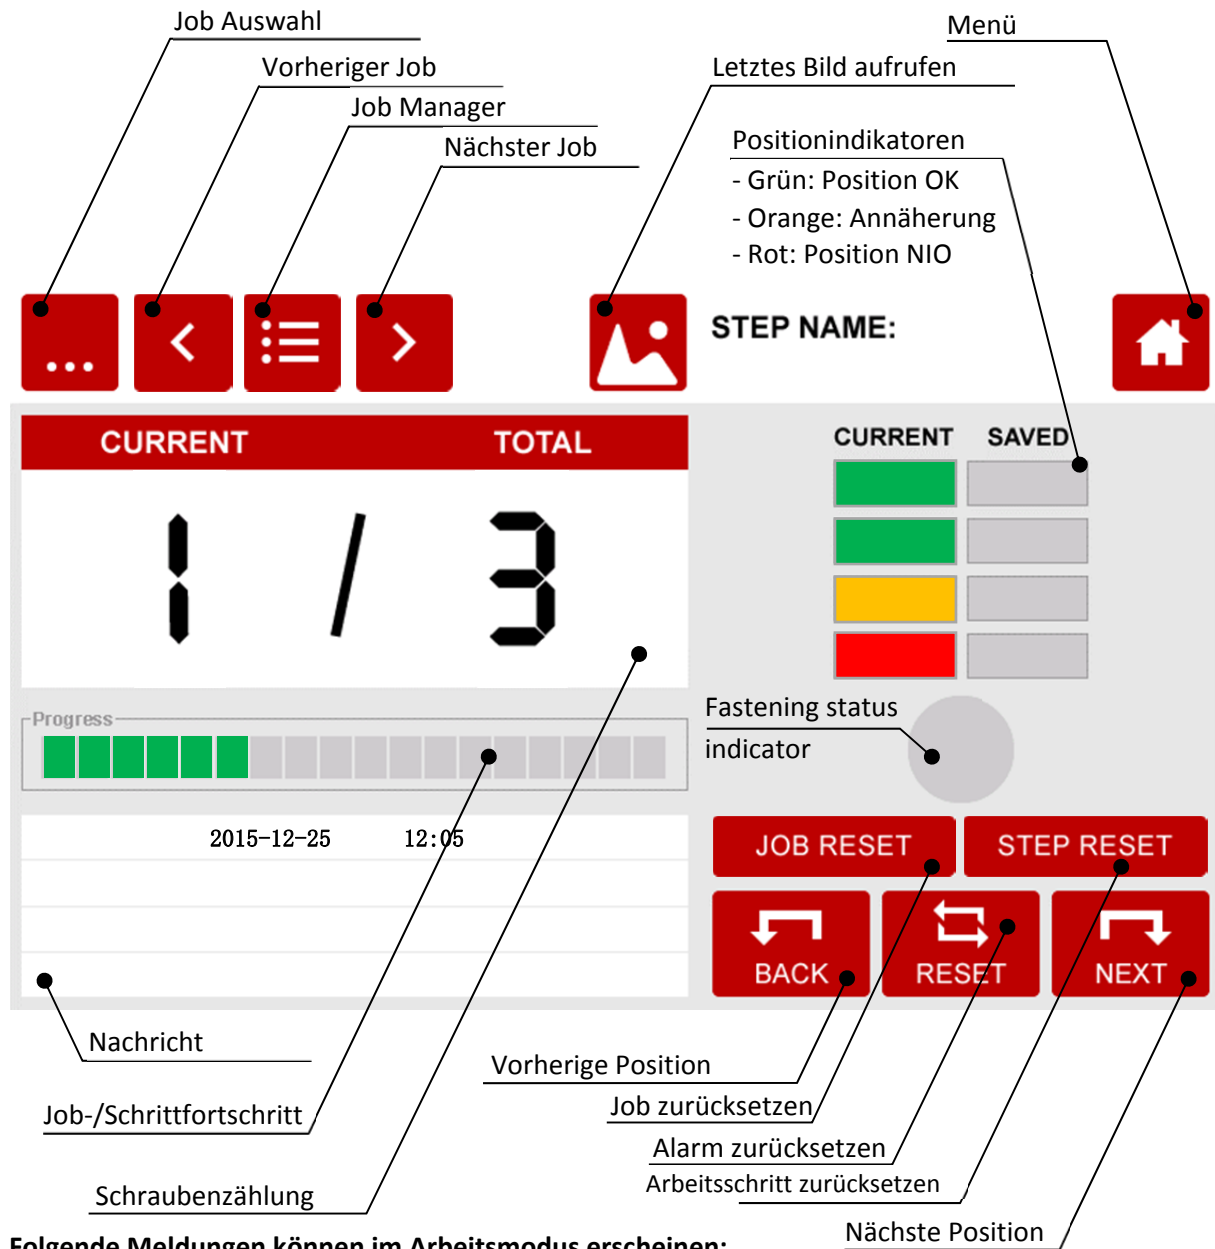 Job Auswahl
Menü
Vorheriger Job
Letztes Bild aufrufen
Job Manager
Nächster Job
Positionindikatoren
- Grün: Position OK
- Orange: Annäherung
- Rot: Position NIO
STEP NAME:
CURRENT TOTAL
1 / 3
CURRENT SAVED
Progress
Fastening status
indicator
2015-12-25 12:05
JOB RESET STEP RESET
BACK RESET NEXT
Nachricht
Vorherige Position
Job-/Schrittfortschritt
Job zurücksetzen
Alarm zurücksetzen
Arbeitsschritt zurücksetzen
Schraubenzählung
Nächste Position
Folgende Meldungen können im Arbeitsmodus erscheinen: